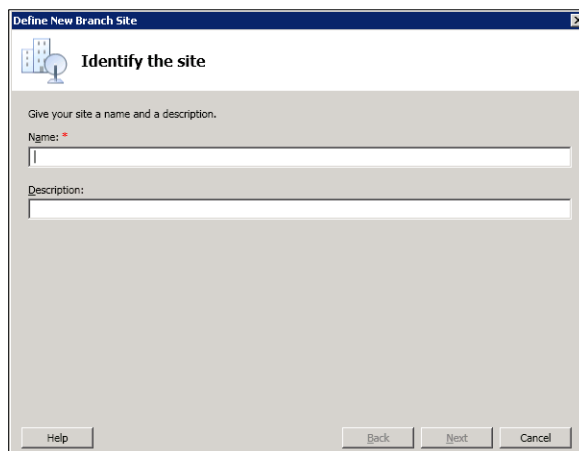 Define New Branch Site
Identify the site
Give your site a name and a description.
Name: *
Description:
Help
Back
Next
Cancel